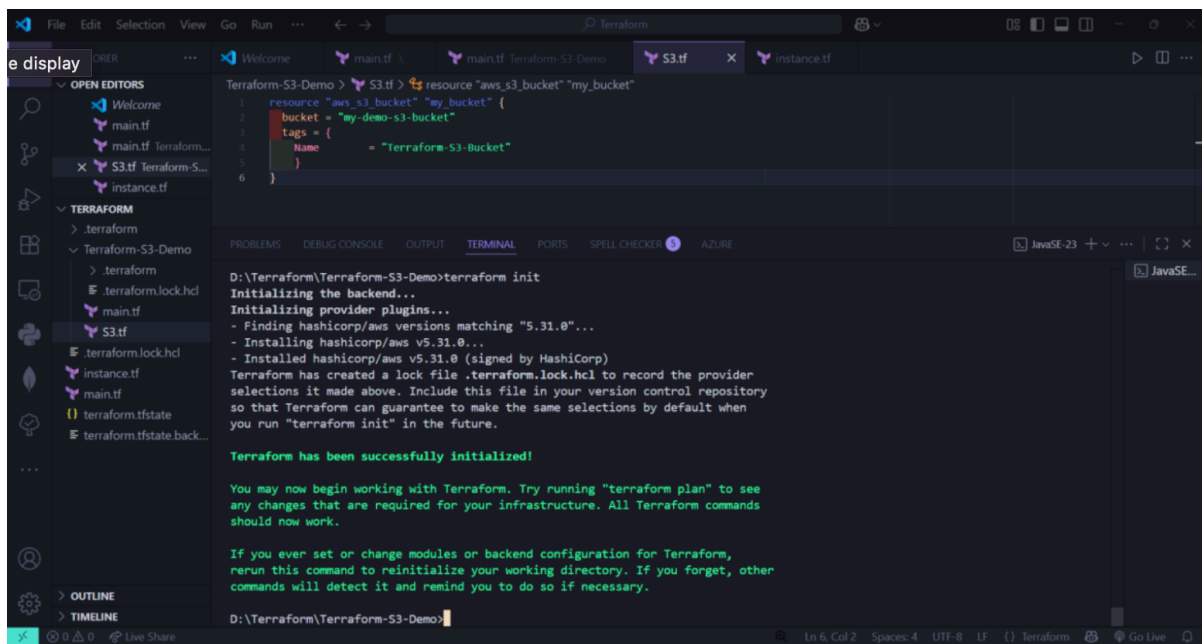 File Edit Selection View Go Run ··· Terraform
e display
ORER ···
OPEN EDITORS
Welcome
main.tf
main.tf Terraform...
S3.tf Terraform-S...
instance.tf
TERRAFORM
.terraform
Terraform-S3-Demo
.terraform
.terraform.lock.hcl
main.tf
S3.tf
.terraform.lock.hcl
instance.tf
main.tf
terraform.tfstate
terraform.tfstate.back...
OUTLINE
TIMELINE
Welcome main.tf .\ main.tf Terraform-S3-Demo S3.tf instance.tf
Terraform-S3-Demo > S3.tf > resource "aws_s3_bucket" "my_bucket"
1 resource "aws_s3_bucket" "my_bucket" {
2 bucket = "my-demo-s3-bucket"
3 tags = {
4 Name = "Terraform-S3-Bucket"
5 }
6 }
PROBLEMS DEBUG CONSOLE OUTPUT TERMINAL PORTS SPELL CHECKER 5 AZURE JavaSE-23
JavaSE...
D:\Terraform\Terraform-S3-Demo>terraform init
Initializing the backend...
Initializing provider plugins...
- Finding hashicorp/aws versions matching "5.31.0"...
- Installing hashicorp/aws v5.31.0...
- Installed hashicorp/aws v5.31.0 (signed by HashiCorp)
Terraform has created a lock file .terraform.lock.hcl to record the provider
selections it made above. Include this file in your version control repository
so that Terraform can guarantee to make the same selections by default when
you run "terraform init" in the future.
Terraform has been successfully initialized!
You may now begin working with Terraform. Try running "terraform plan" to see
any changes that are required for your infrastructure. All Terraform commands
should now work.
If you ever set or change modules or backend configuration for Terraform,
rerun this command to reinitialize your working directory. If you forget, other
commands will detect it and remind you to do so if necessary.
D:\Terraform\Terraform-S3-Demo>
0 0 Live Share Ln 6, Col 2 Spaces: 4 UTF-8 LF {} Terraform Go Live